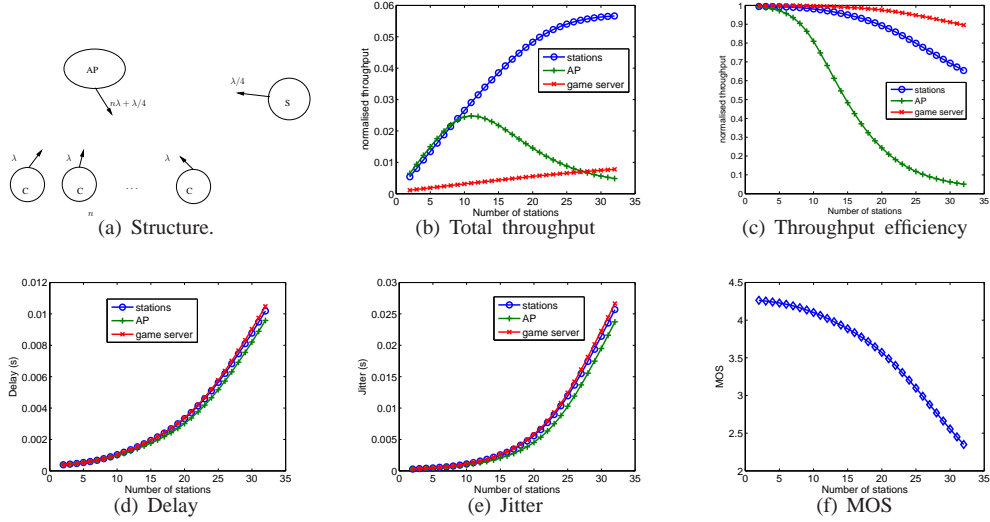 AP
nλ + λ/4
λ/4
S
λ
λ
λ
C
C
. . .
C
n
(a) Structure.
0.06
0.05
0.04
0.03
0.02
0.01
0
normalised throughput
stations
AP
game server
0 5 10 15 20 25 30 35
Number of stations
(b) Total throughput
1
0.9
0.8
0.7
0.6
0.5
0.4
0.3
0.2
0.1
0
normalised throughput
stations
AP
game server
0 5 10 15 20 25 30 35
Number of stations
(c) Throughput efficiency
0.012
0.01
0.008
0.006
0.004
0.002
0
Delay (s)
stations
AP
game server
0 5 10 15 20 25 30 35
Number of stations
(d) Delay
0.03
0.025
0.02
0.015
0.01
0.005
0
Jitter (s)
stations
AP
game server
0 5 10 15 20 25 30 35
Number of stations
(e) Jitter
4.5
4
3.5
3
2.5
2
MOS
0 5 10 15 20 25 30 35
Number of stations
(f) MOS